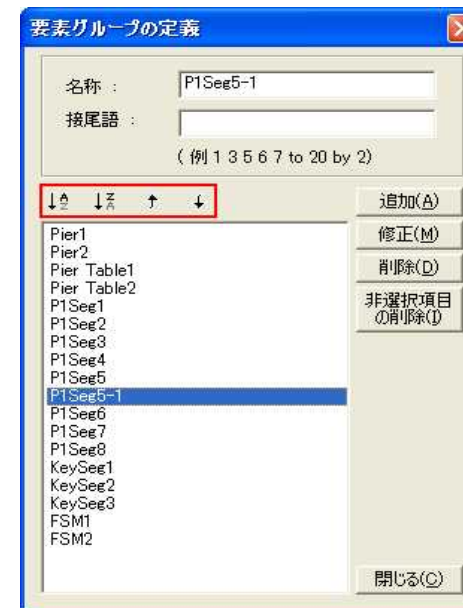 要素グループの定義
名称 : P1Seg5-1
接尾語 :
( 例 1 3 5 6 7 to 20 by 2)
追加(A)
修正(M)
削除(D)
非選択項目
の削除(I)
Pier1
Pier2
Pier Table1
Pier Table2
P1Seg1
P1Seg2
P1Seg3
P1Seg4
P1Seg5
P1Seg5-1
P1Seg6
P1Seg7
P1Seg8
KeySeg1
KeySeg2
KeySeg3
FSM1
FSM2
閉じる(C)